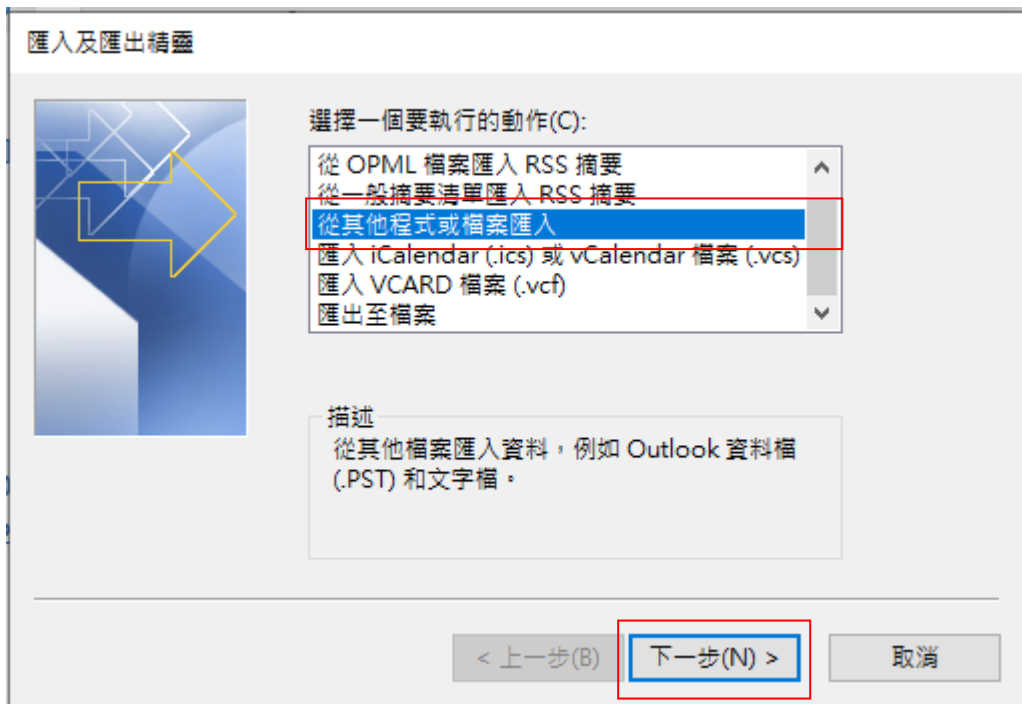 匯入及匯出精靈
選擇一個要執行的動作(C):
從 OPML 檔案匯入 RSS 摘要
從一般摘要清單匯入 RSS 摘要
從其他程式或檔案匯入
匯入 iCalendar (.ics) 或 vCalendar 檔案 (.vcs)
匯入 VCARD 檔案 (.vcf)
匯出至檔案
描述
從其他檔案匯入資料，例如 Outlook 資料檔
(.PST) 和文字檔。
< 上一步(B) 下一步(N) > 取消